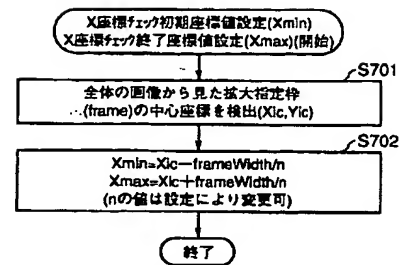 X座標チェック初期座標値設定(Xmin)
X座標チェック終了座標値設定(Xmax)(開始)
S701
全体の画像から見た拡大指定枠
(frame)の中心座標を検出(Xic,Yic)
S702
Xmin=Xic－frameWidth/n
Xmax=Xic＋frameWidth/n
(nの値は設定により変更可)
終了